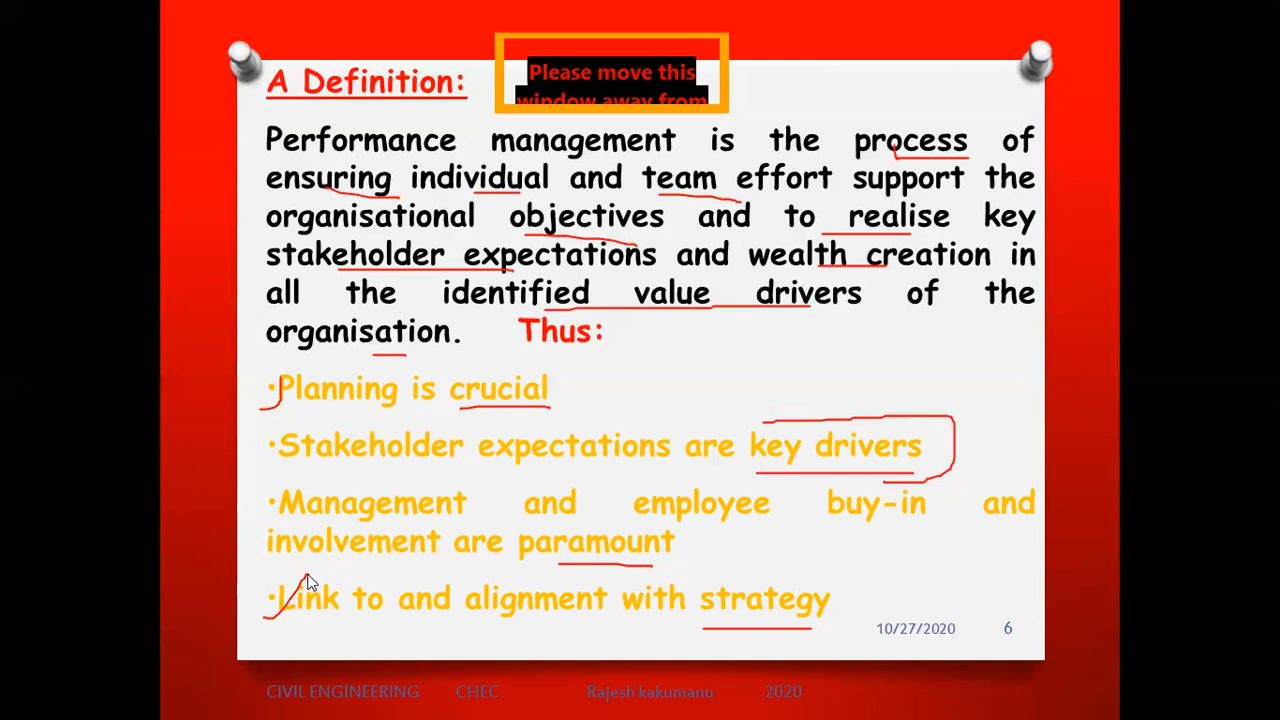 A Definition:
Please move this
window away from
Performance management is the process of
ensuring individual and team effort support the
organisational objectives and to realise key
stakeholder expectations and wealth creation in
all the identified value drivers of the
organisation. Thus:
•Planning is crucial
•Stakeholder expectations are key drivers
•Management and employee buy-in and
involvement are paramount
•Link to and alignment with strategy
10/27/2020 6
CIVIL ENGINEERING CHEC Rajesh kakumanu 2020